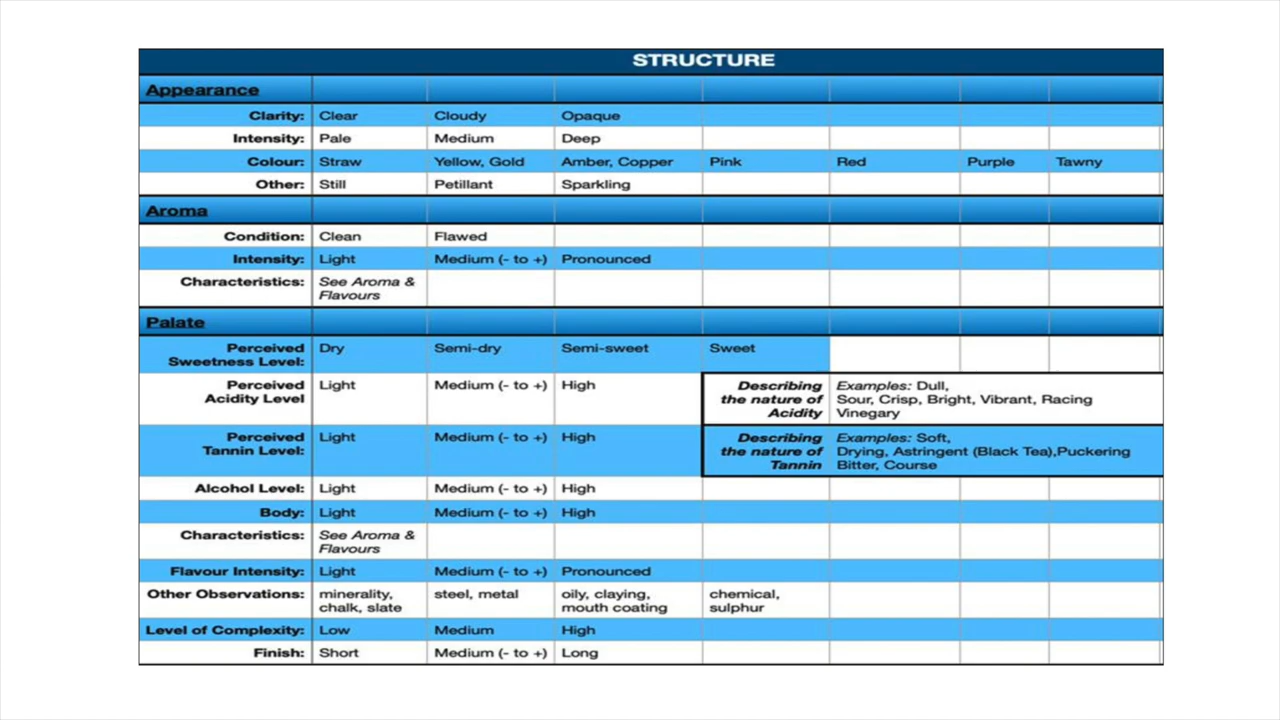 STRUCTURE
Appearance
Clarity: Clear Cloudy Opaque
Intensity: Pale Medium Deep
Colour: Straw Yellow, Gold Amber, Copper Pink Red Purple Tawny
Other: Still Petillant Sparkling
Aroma
Condition: Clean Flawed
Intensity: Light Medium (- to +) Pronounced
Characteristics: See Aroma &
Flavours
Palate
Perceived
Sweetness Level: Dry Semi-dry Semi-sweet Sweet
Perceived
Acidity Level Light Medium (- to +) High
Describing
the nature of
Acidity
Examples: Dull,
Sour, Crisp, Bright, Vibrant, Racing
Vinegary
Perceived
Tannin Level: Light Medium (- to +) High
Describing
the nature of
Tannin
Examples: Soft,
Drying, Astringent (Black Tea),Puckering
Bitter, Course
Alcohol Level: Light Medium (- to +) High
Body: Light Medium (- to +) High
Characteristics: See Aroma &
Flavours
Flavour Intensity: Light Medium (- to +) Pronounced
Other Observations: minerality,
chalk, slate
steel, metal
oily, claying,
mouth coating
chemical,
sulphur
Level of Complexity: Low Medium High
Finish: Short Medium (- to +) Long